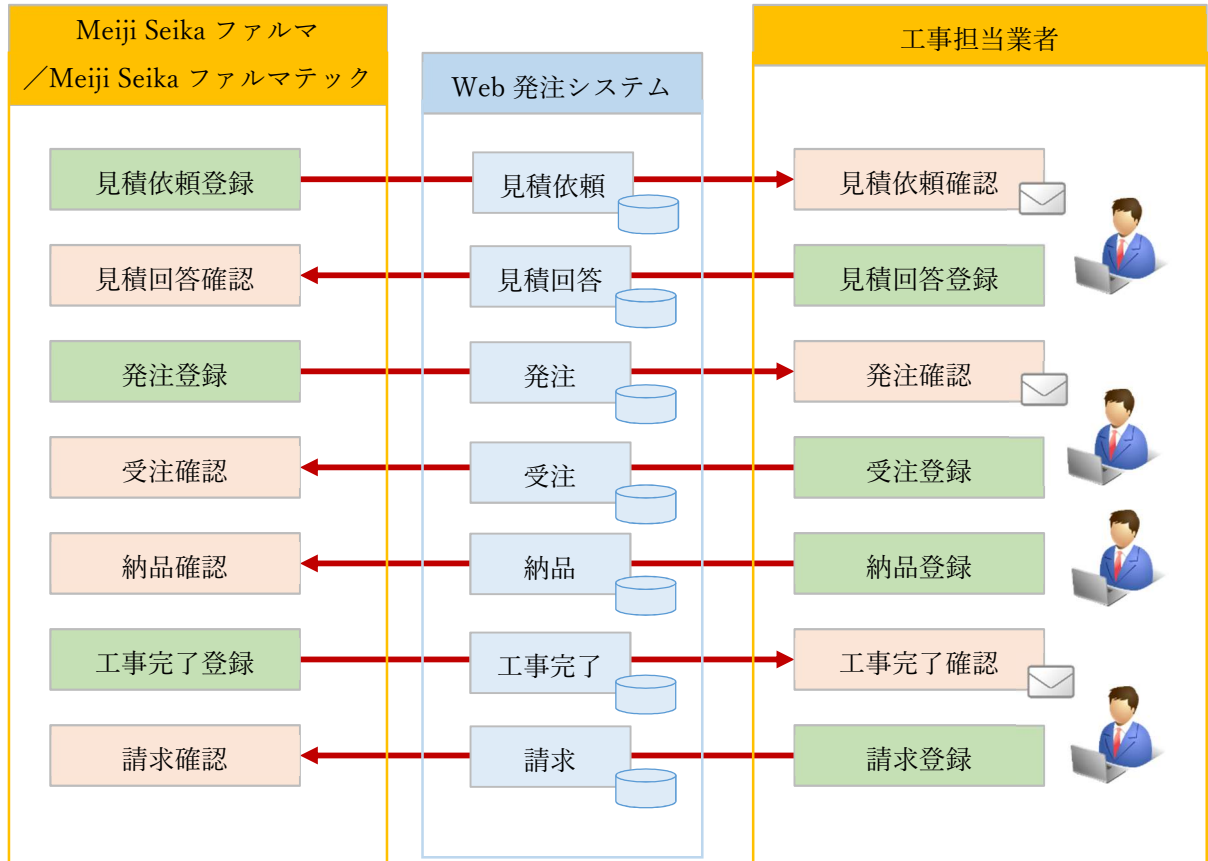 Meiji Seika ファルマ
／Meiji Seika ファルマテック
Web 発注システム
工事担当業者
見積依頼登録
見積依頼
見積依頼確認
見積回答確認
見積回答
見積回答登録
発注登録
発注
発注確認
受注確認
受注
受注登録
納品確認
納品
納品登録
工事完了登録
工事完了
工事完了確認
請求確認
請求
請求登録